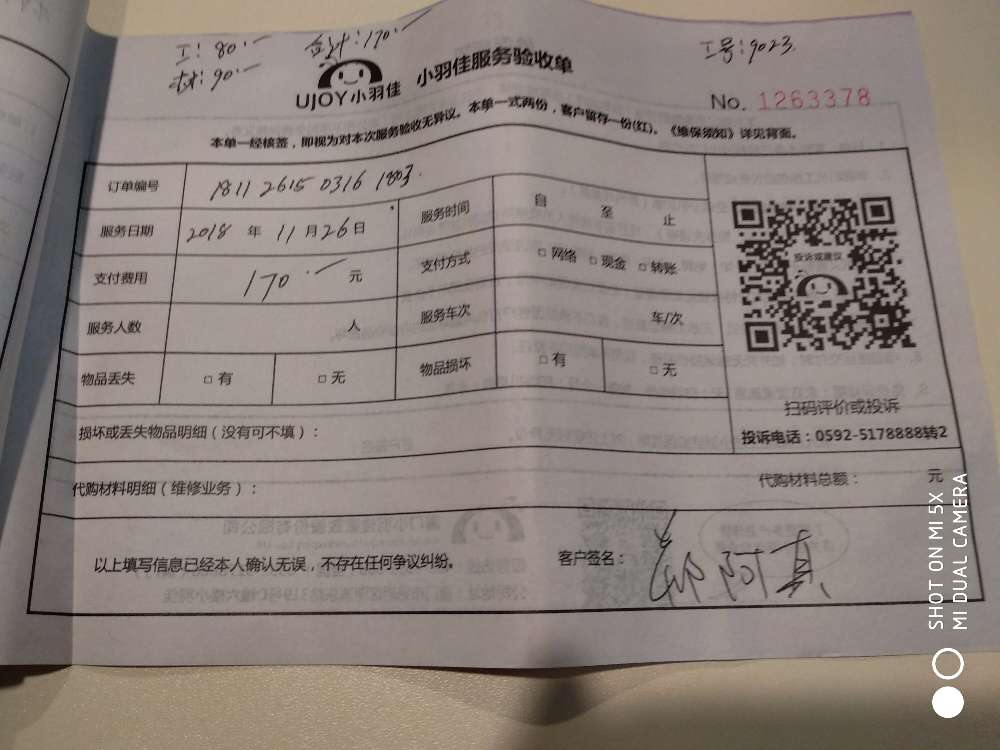 工:80.— 合计:170.— 工号:9023
材:90.—
UJOY小羽佳 小羽佳服务验收单
No. 1263378
本单一经核签，即视为对本次服务验收无异议。本单一式两份，客户留存一份(红)。《维保须知》详见背面。
订单编号 1811 2615 0316 1803
服务日期 2018 年 11 月 26 日 服务时间 自 至 止
支付费用 170.— 元 支付方式 □ 网络 □ 现金 □ 转账
投诉或建议
服务人数 人 服务车次 车/次
物品丢失 □ 有 □ 无 物品损坏 □ 有 □ 无
扫码评价或投诉
损坏或丢失物品明细（没有可不填）： 投诉电话：0592-5178888转2
代购材料明细（维修业务）： 代购材料总额： 元
以上填写信息已经本人确认无误，不存在任何争议纠纷。 客户签名： 阿真
SHOT ON MI 5X
MI DUAL CAMERA